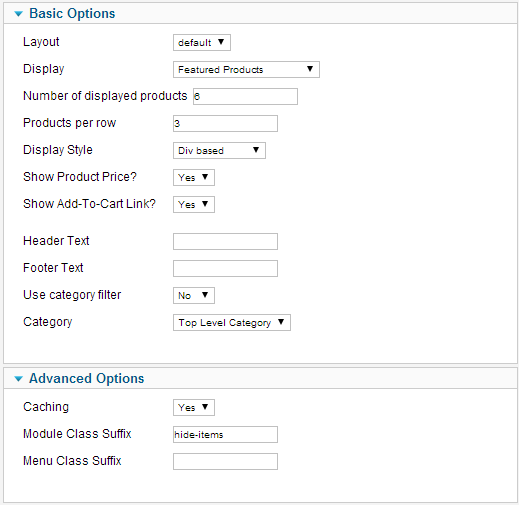 Basic Options
Layout default
Display Featured Products
Number of displayed products 6
Products per row 3
Display Style Div based
Show Product Price? Yes
Show Add-To-Cart Link? Yes
Header Text
Footer Text
Use category filter No
Category Top Level Category
Advanced Options
Caching Yes
Module Class Suffix hide-items
Menu Class Suffix